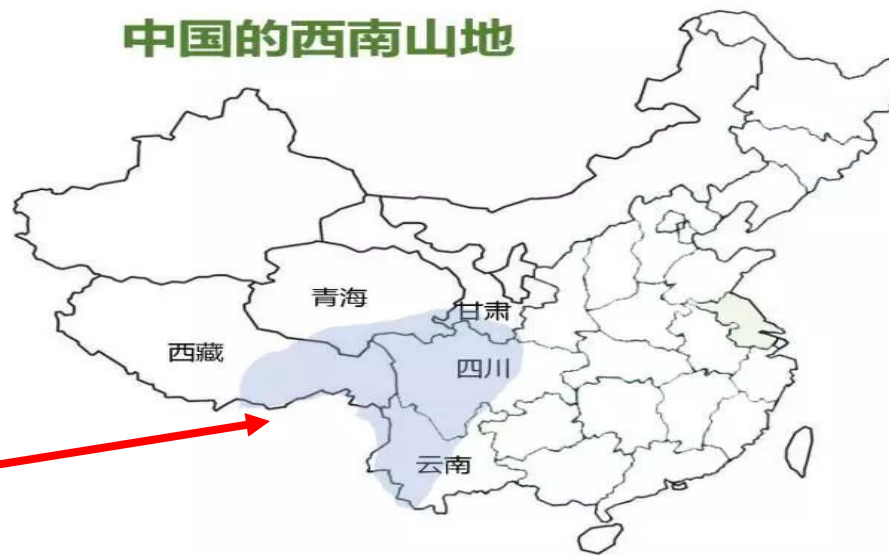 中国的西南山地
青海
甘肃
西藏
四川
云南